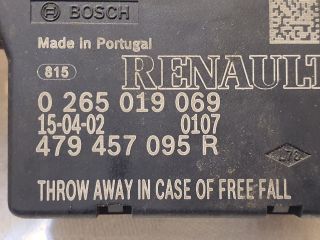 BOSCH
Made in Portugal
815
RENAULT
0 265 019 069
15-04-02 0107
479 457 095 R
THROW AWAY IN CASE OF FREE FALL